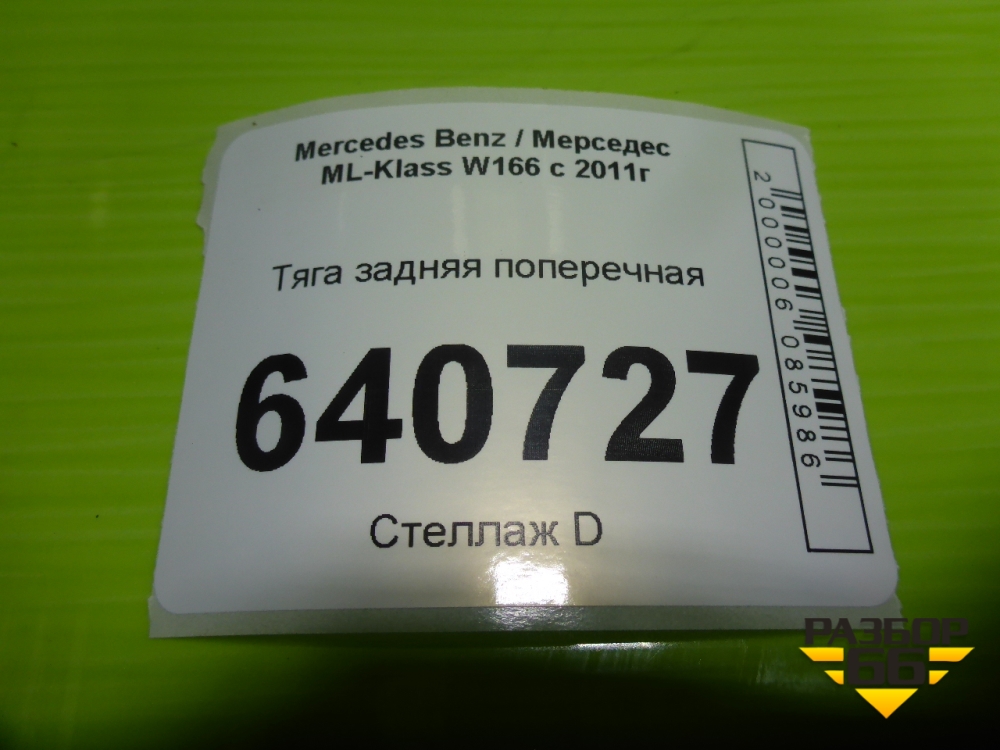 Mercedes Benz / Мерседес
ML-Klass W166 с 2011г
Тяга задняя поперечная
640727
Стеллаж D
2000006085986
РАЗБОР
66